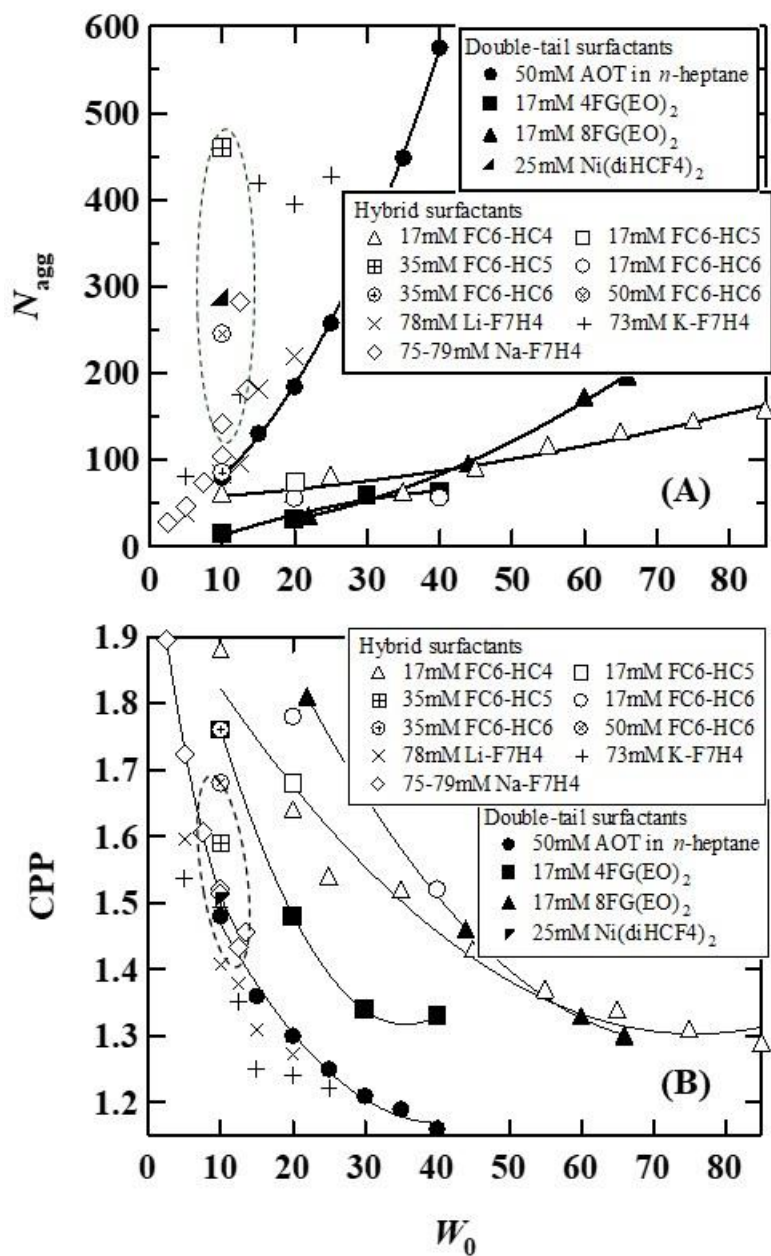 600
500
400
300
200
100
0
N_agg
Double-tail surfactants
50mM AOT in n-heptane
17mM 4FG(EO)₂
17mM 8FG(EO)₂
25mM Ni(diHCF4)₂
Hybrid surfactants
17mM FC6-HC4 17mM FC6-HC5
35mM FC6-HC5 17mM FC6-HC6
35mM FC6-HC6 50mM FC6-HC6
78mM Li-F7H4 73mM K-F7H4
75-79mM Na-F7H4
(A)
0 10 20 30 40 50 60 70 80
1.9
1.8
1.7
1.6
1.5
1.4
1.3
1.2
CPP
Hybrid surfactants
17mM FC6-HC4 17mM FC6-HC5
35mM FC6-HC5 17mM FC6-HC6
35mM FC6-HC6 50mM FC6-HC6
78mM Li-F7H4 73mM K-F7H4
75-79mM Na-F7H4
Double-tail surfactants
50mM AOT in n-heptane
17mM 4FG(EO)₂
17mM 8FG(EO)₂
25mM Ni(diHCF4)₂
(B)
0 10 20 30 40 50 60 70 80
W₀